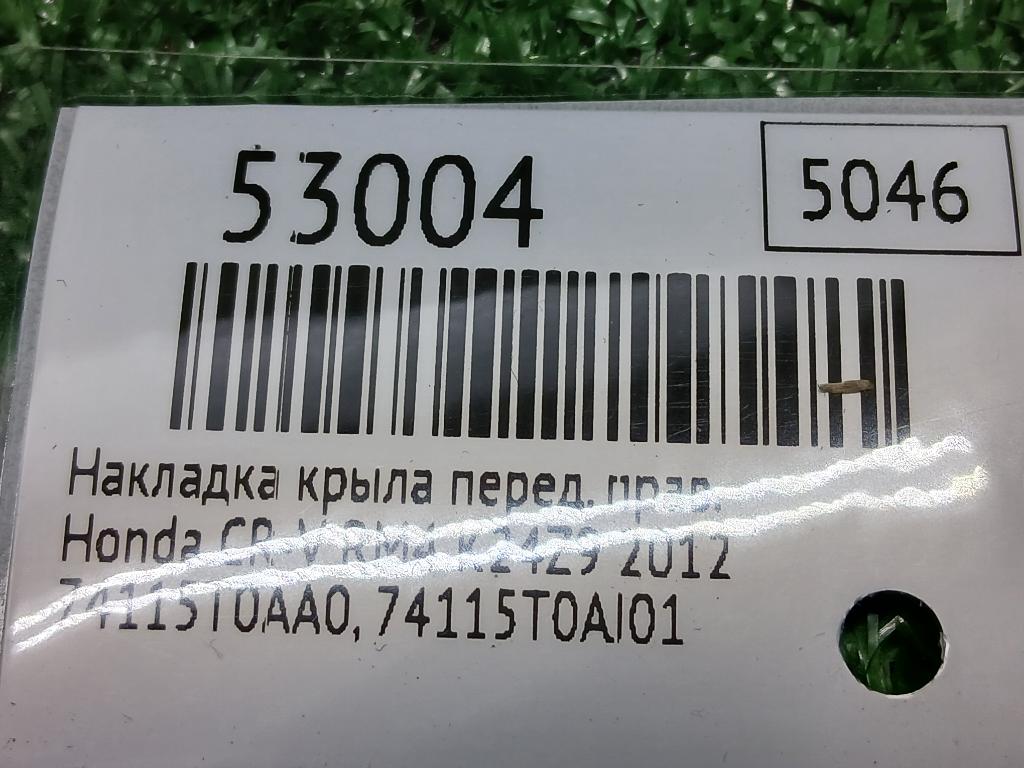 53004
5046
Накладка крыла перед. прав.
Honda CR-V RM4 K24Z9 2012
74115T0AA0, 74115T0AI01